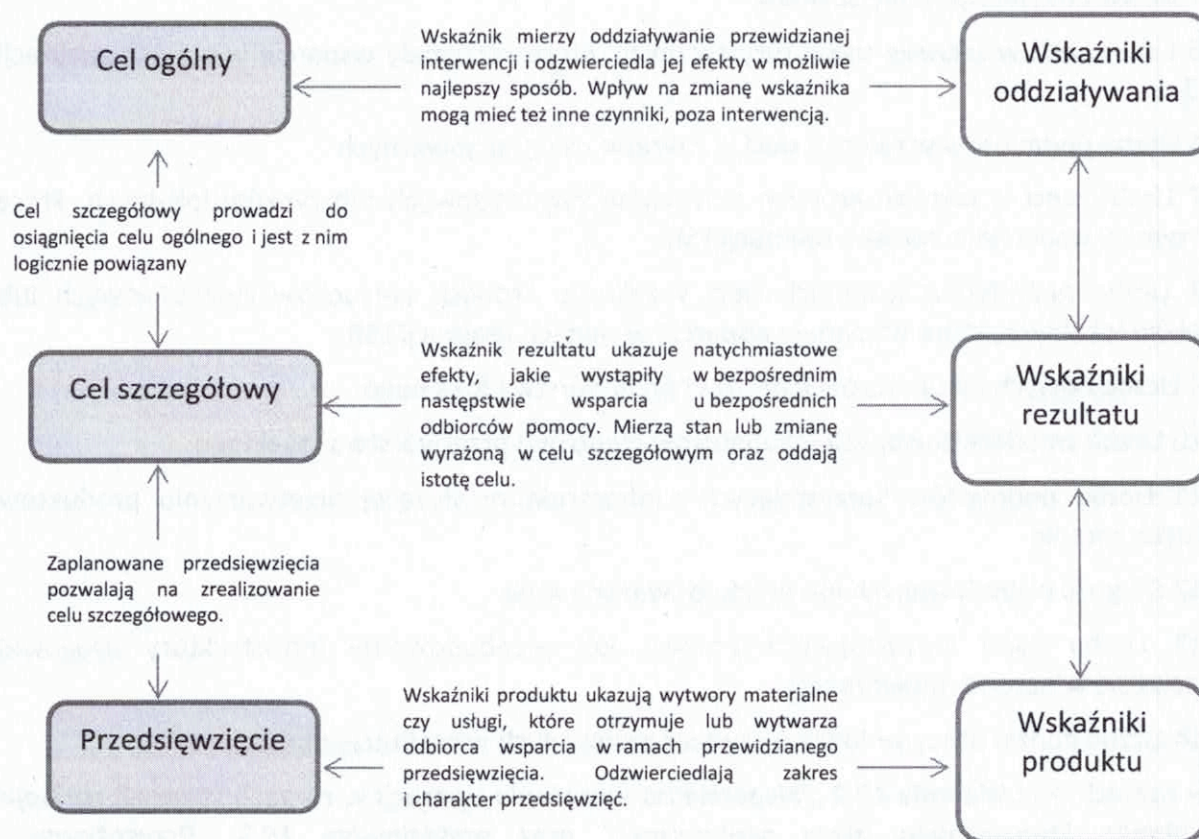 Cel ogólny
Wskaźnik mierzy oddziaływanie przewidzianej
interwencji i odzwierciedla jej efekty w możliwie
najlepszy sposób. Wpływ na zmianę wskaźnika
mogą mieć też inne czynniki, poza interwencją.
Wskaźniki
oddziaływania
Cel szczegółowy prowadzi do
osiągnięcia celu ogólnego i jest z nim
logicznie powiązany
Cel szczegółowy
Wskaźnik rezultatu ukazuje natychmiastowe
efekty, jakie wystąpiły w bezpośrednim
następstwie wsparcia u bezpośrednich
odbiorców pomocy. Mierzą stan lub zmianę
wyrażoną w celu szczegółowym oraz oddają
istotę celu.
Wskaźniki
rezultatu
Zaplanowane przedsięwzięcia
pozwalają na zrealizowanie
celu szczegółowego.
Przedsięwzięcie
Wskaźniki produktu ukazują wytwory materialne
czy usługi, które otrzymuje lub wytwarza
odbiorca wsparcia w ramach przewidzianego
przedsięwzięcia. Odzwierciedlają zakres
i charakter przedsięwzięć.
Wskaźniki
produktu